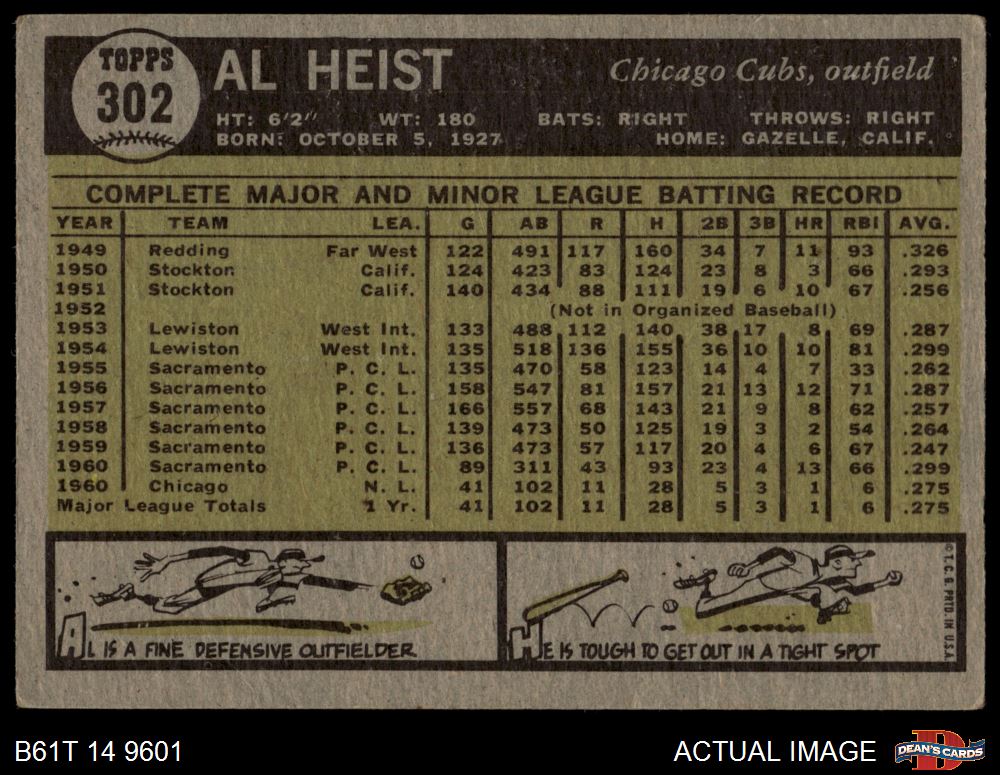 TOPPS
302
AL HEIST
Chicago Cubs, outfield
HT: 6'2" WT: 180 BATS: RIGHT THROWS: RIGHT
BORN: OCTOBER 5, 1927 HOME: GAZELLE, CALIF.
COMPLETE MAJOR AND MINOR LEAGUE BATTING RECORD
YEAR TEAM LEA. G AB R H 2B 3B HR RBI AVG.
1949 Redding Far West 122 491 117 160 34 7 11 93 .326
1950 Stockton Calif. 124 423 83 124 23 8 3 66 .293
1951 Stockton Calif. 140 434 88 111 19 6 10 67 .256
1952 (Not in Organized Baseball)
1953 Lewiston West Int. 133 488 112 140 38 17 8 69 .287
1954 Lewiston West Int. 135 518 136 155 36 10 10 81 .299
1955 Sacramento P. C. L. 135 470 58 123 14 4 7 33 .262
1956 Sacramento P. C. L. 158 547 81 157 21 13 12 71 .287
1957 Sacramento P. C. L. 166 557 68 143 21 9 8 62 .257
1958 Sacramento P. C. L. 139 473 50 125 19 3 2 54 .264
1959 Sacramento P. C. L. 136 473 57 117 20 4 6 67 .247
1960 Sacramento P. C. L. 89 311 43 93 23 4 13 66 .299
1960 Chicago N. L. 41 102 11 28 5 3 1 6 .275
Major League Totals 1 Yr. 41 102 11 28 5 3 1 6 .275
AL IS A FINE DEFENSIVE OUTFIELDER
HE IS TOUGH TO GET OUT IN A TIGHT SPOT
© T. C. G. PRTD. IN U.S.A.
B61T 14 9601
ACTUAL IMAGE
D
DEAN'S CARDS